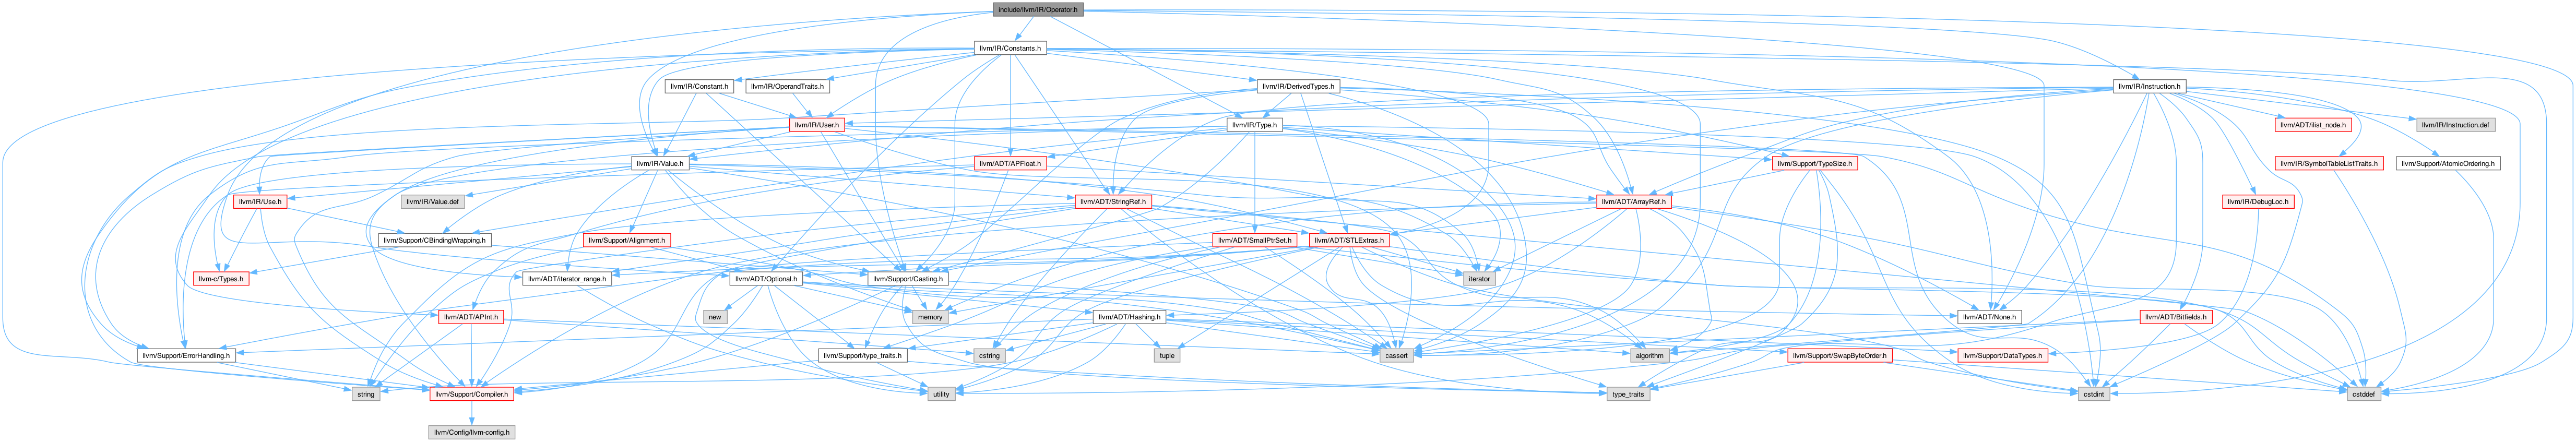 include/llvm/IR/Operator.h
llvm/IR/Constants.h
llvm/IR/Constant.h
llvm/IR/OperandTraits.h
llvm/IR/DerivedTypes.h
llvm/IR/Instruction.h
llvm/IR/User.h
llvm/IR/Type.h
llvm/ADT/ilist_node.h
llvm/IR/Instruction.def
llvm/IR/Value.h
llvm/ADT/APFloat.h
llvm/Support/TypeSize.h
llvm/IR/SymbolTableListTraits.h
llvm/Support/AtomicOrdering.h
llvm/IR/Use.h
llvm/IR/Value.def
llvm/ADT/StringRef.h
llvm/ADT/ArrayRef.h
llvm/IR/DebugLoc.h
llvm/Support/CBindingWrapping.h
llvm/Support/Alignment.h
llvm/ADT/SmallPtrSet.h
llvm/ADT/STLExtras.h
llvm-c/Types.h
llvm/ADT/iterator_range.h
llvm/ADT/Optional.h
llvm/Support/Casting.h
iterator
llvm/ADT/APInt.h
new
memory
llvm/ADT/Hashing.h
llvm/ADT/None.h
llvm/ADT/Bitfields.h
llvm/Support/ErrorHandling.h
llvm/Support/type_traits.h
cstring
tuple
cassert
algorithm
llvm/Support/SwapByteOrder.h
llvm/Support/DataTypes.h
string
llvm/Support/Compiler.h
utility
type_traits
cstdint
cstddef
llvm/Config/llvm-config.h